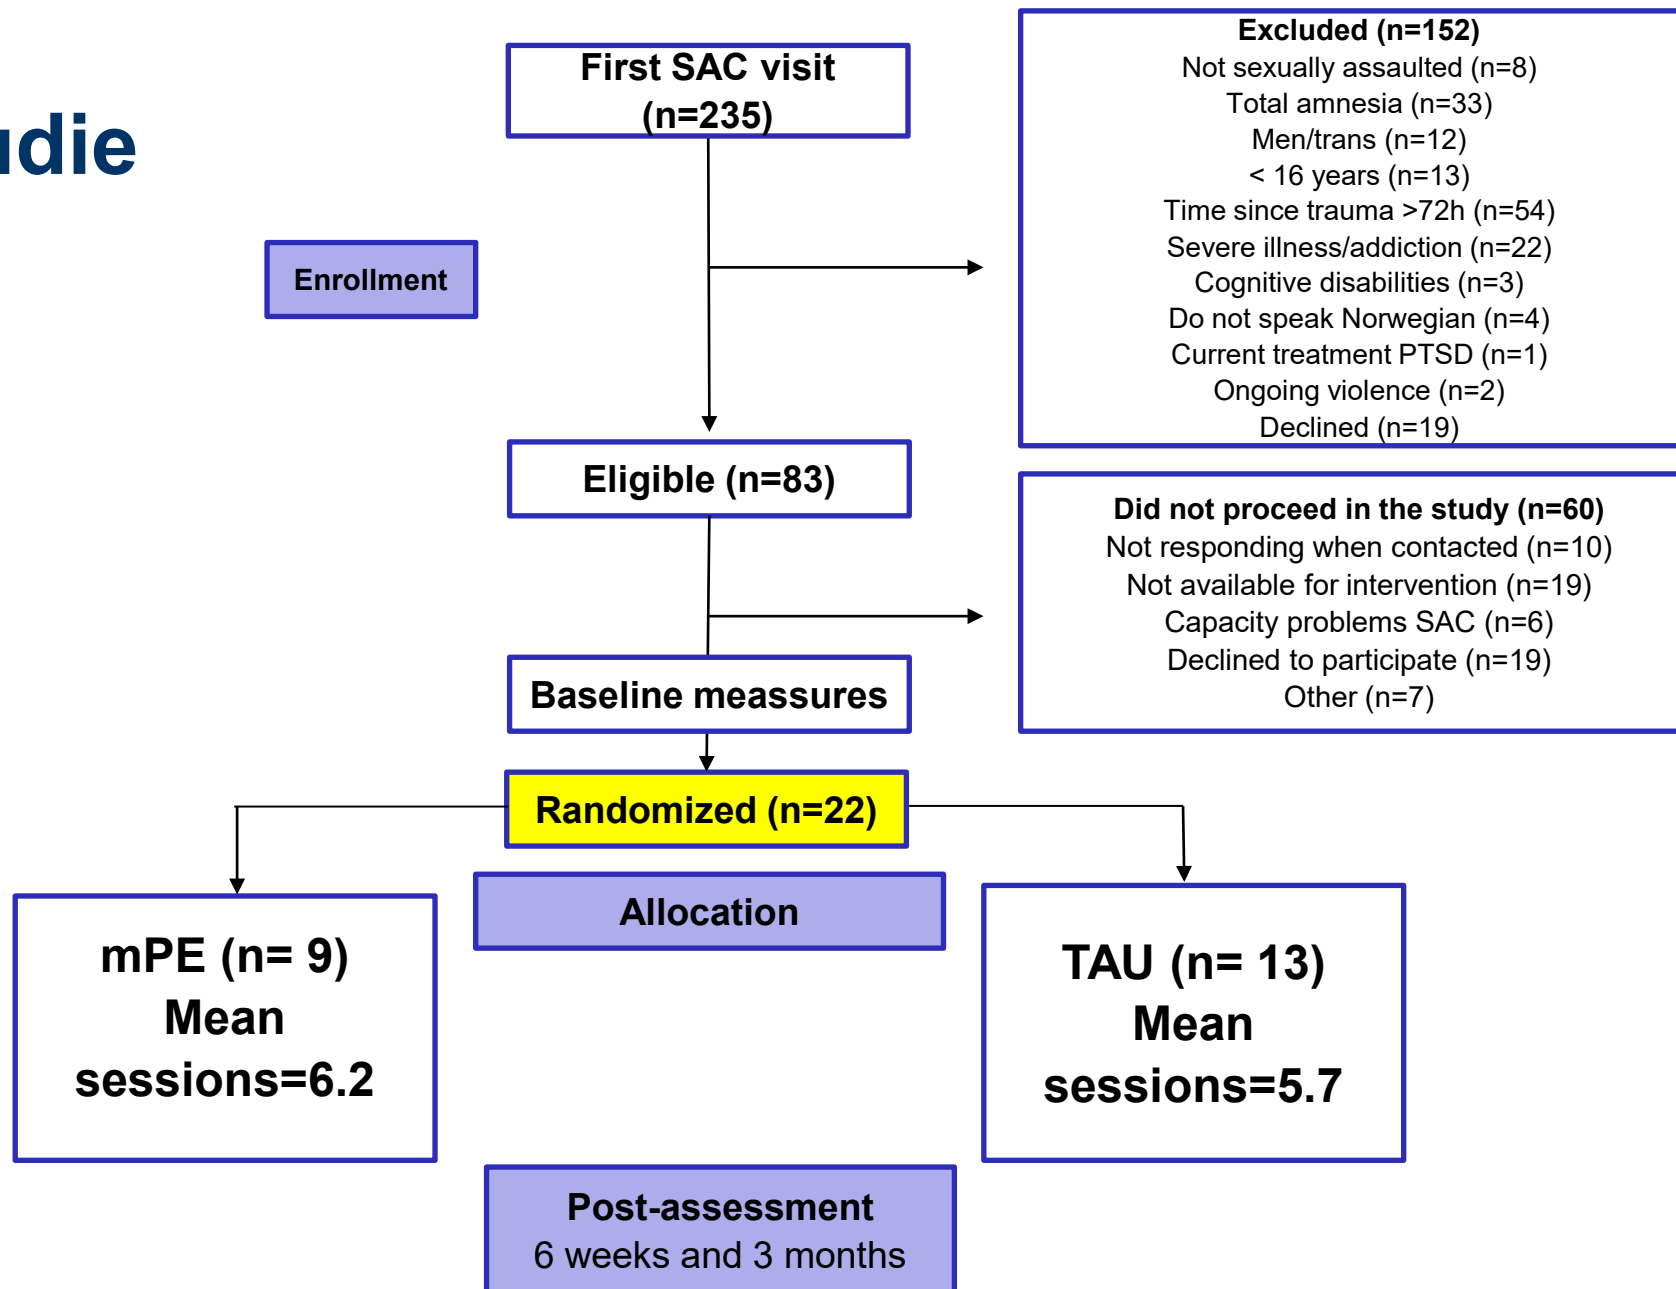 udie
First SAC visit
(n=235)
Excluded (n=152)
Not sexually assaulted (n=8)
Total amnesia (n=33)
Men/trans (n=12)
< 16 years (n=13)
Time since trauma >72h (n=54)
Severe illness/addiction (n=22)
Cognitive disabilities (n=3)
Do not speak Norwegian (n=4)
Current treatment PTSD (n=1)
Ongoing violence (n=2)
Declined (n=19)
Enrollment
Eligible (n=83)
Did not proceed in the study (n=60)
Not responding when contacted (n=10)
Not available for intervention (n=19)
Capacity problems SAC (n=6)
Declined to participate (n=19)
Other (n=7)
Baseline meassures
Randomized (n=22)
Allocation
mPE (n= 9)
Mean
sessions=6.2
TAU (n= 13)
Mean
sessions=5.7
Post-assessment
6 weeks and 3 months